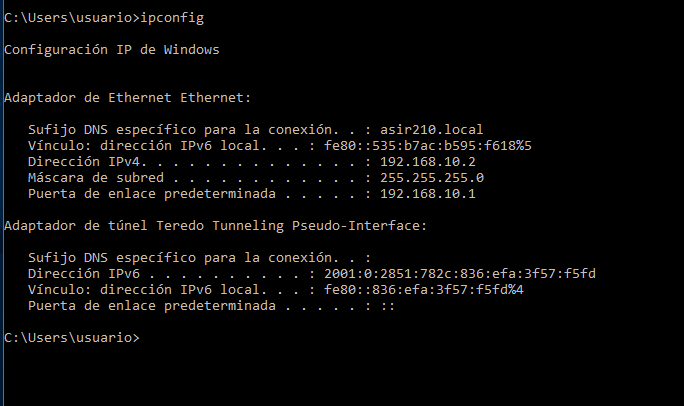 C:\Users\usuario>ipconfig
Configuración IP de Windows
Adaptador de Ethernet Ethernet:
Sufijo DNS específico para la conexión. . : asir210.local
Vínculo: dirección IPv6 local. . . : fe80::535:b7ac:b595:f618%5
Dirección IPv4. . . . . . . . . . . . . . : 192.168.10.2
Máscara de subred . . . . . . . . . . . . : 255.255.255.0
Puerta de enlace predeterminada . . . . . : 192.168.10.1
Adaptador de túnel Teredo Tunneling Pseudo-Interface:
Sufijo DNS específico para la conexión. . :
Dirección IPv6 . . . . . . . . . . : 2001:0:2851:782c:836:efa:3f57:f5fd
Vínculo: dirección IPv6 local. . . : fe80::836:efa:3f57:f5fd%4
Puerta de enlace predeterminada . . . . . : ::
C:\Users\usuario>